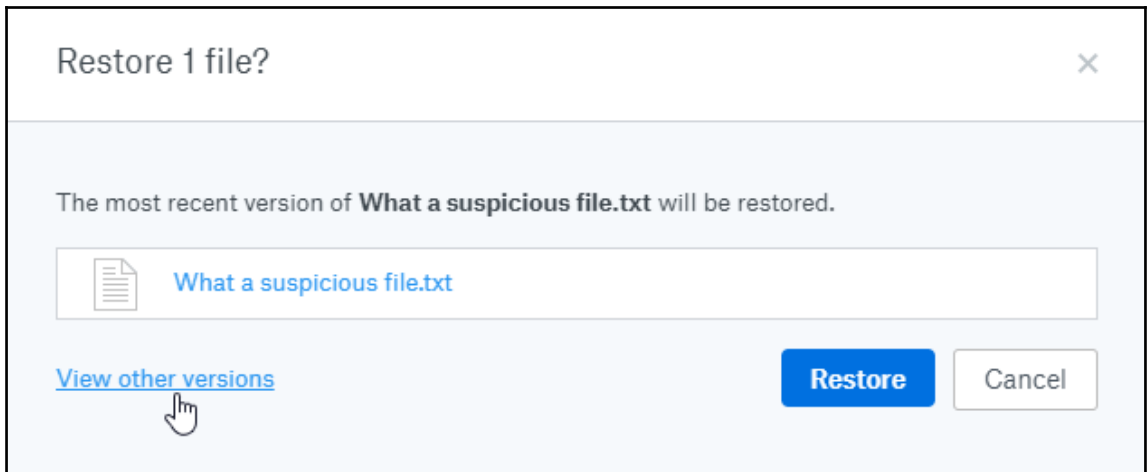 Restore 1 file?
The most recent version of What a suspicious file.txt will be restored.
What a suspicious file.txt
View other versions
Restore
Cancel